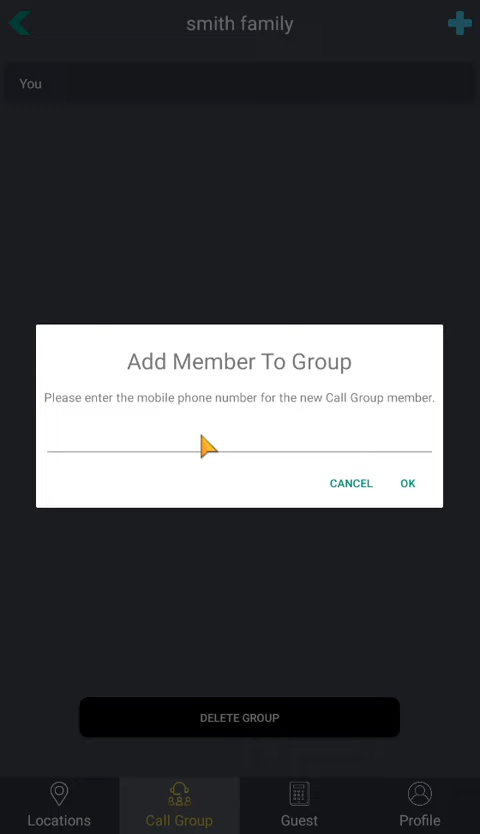 smith family
You
Add Member To Group
Please enter the mobile phone number for the new Call Group member.
CANCEL OK
DELETE GROUP
Locations Call Group Guest Profile